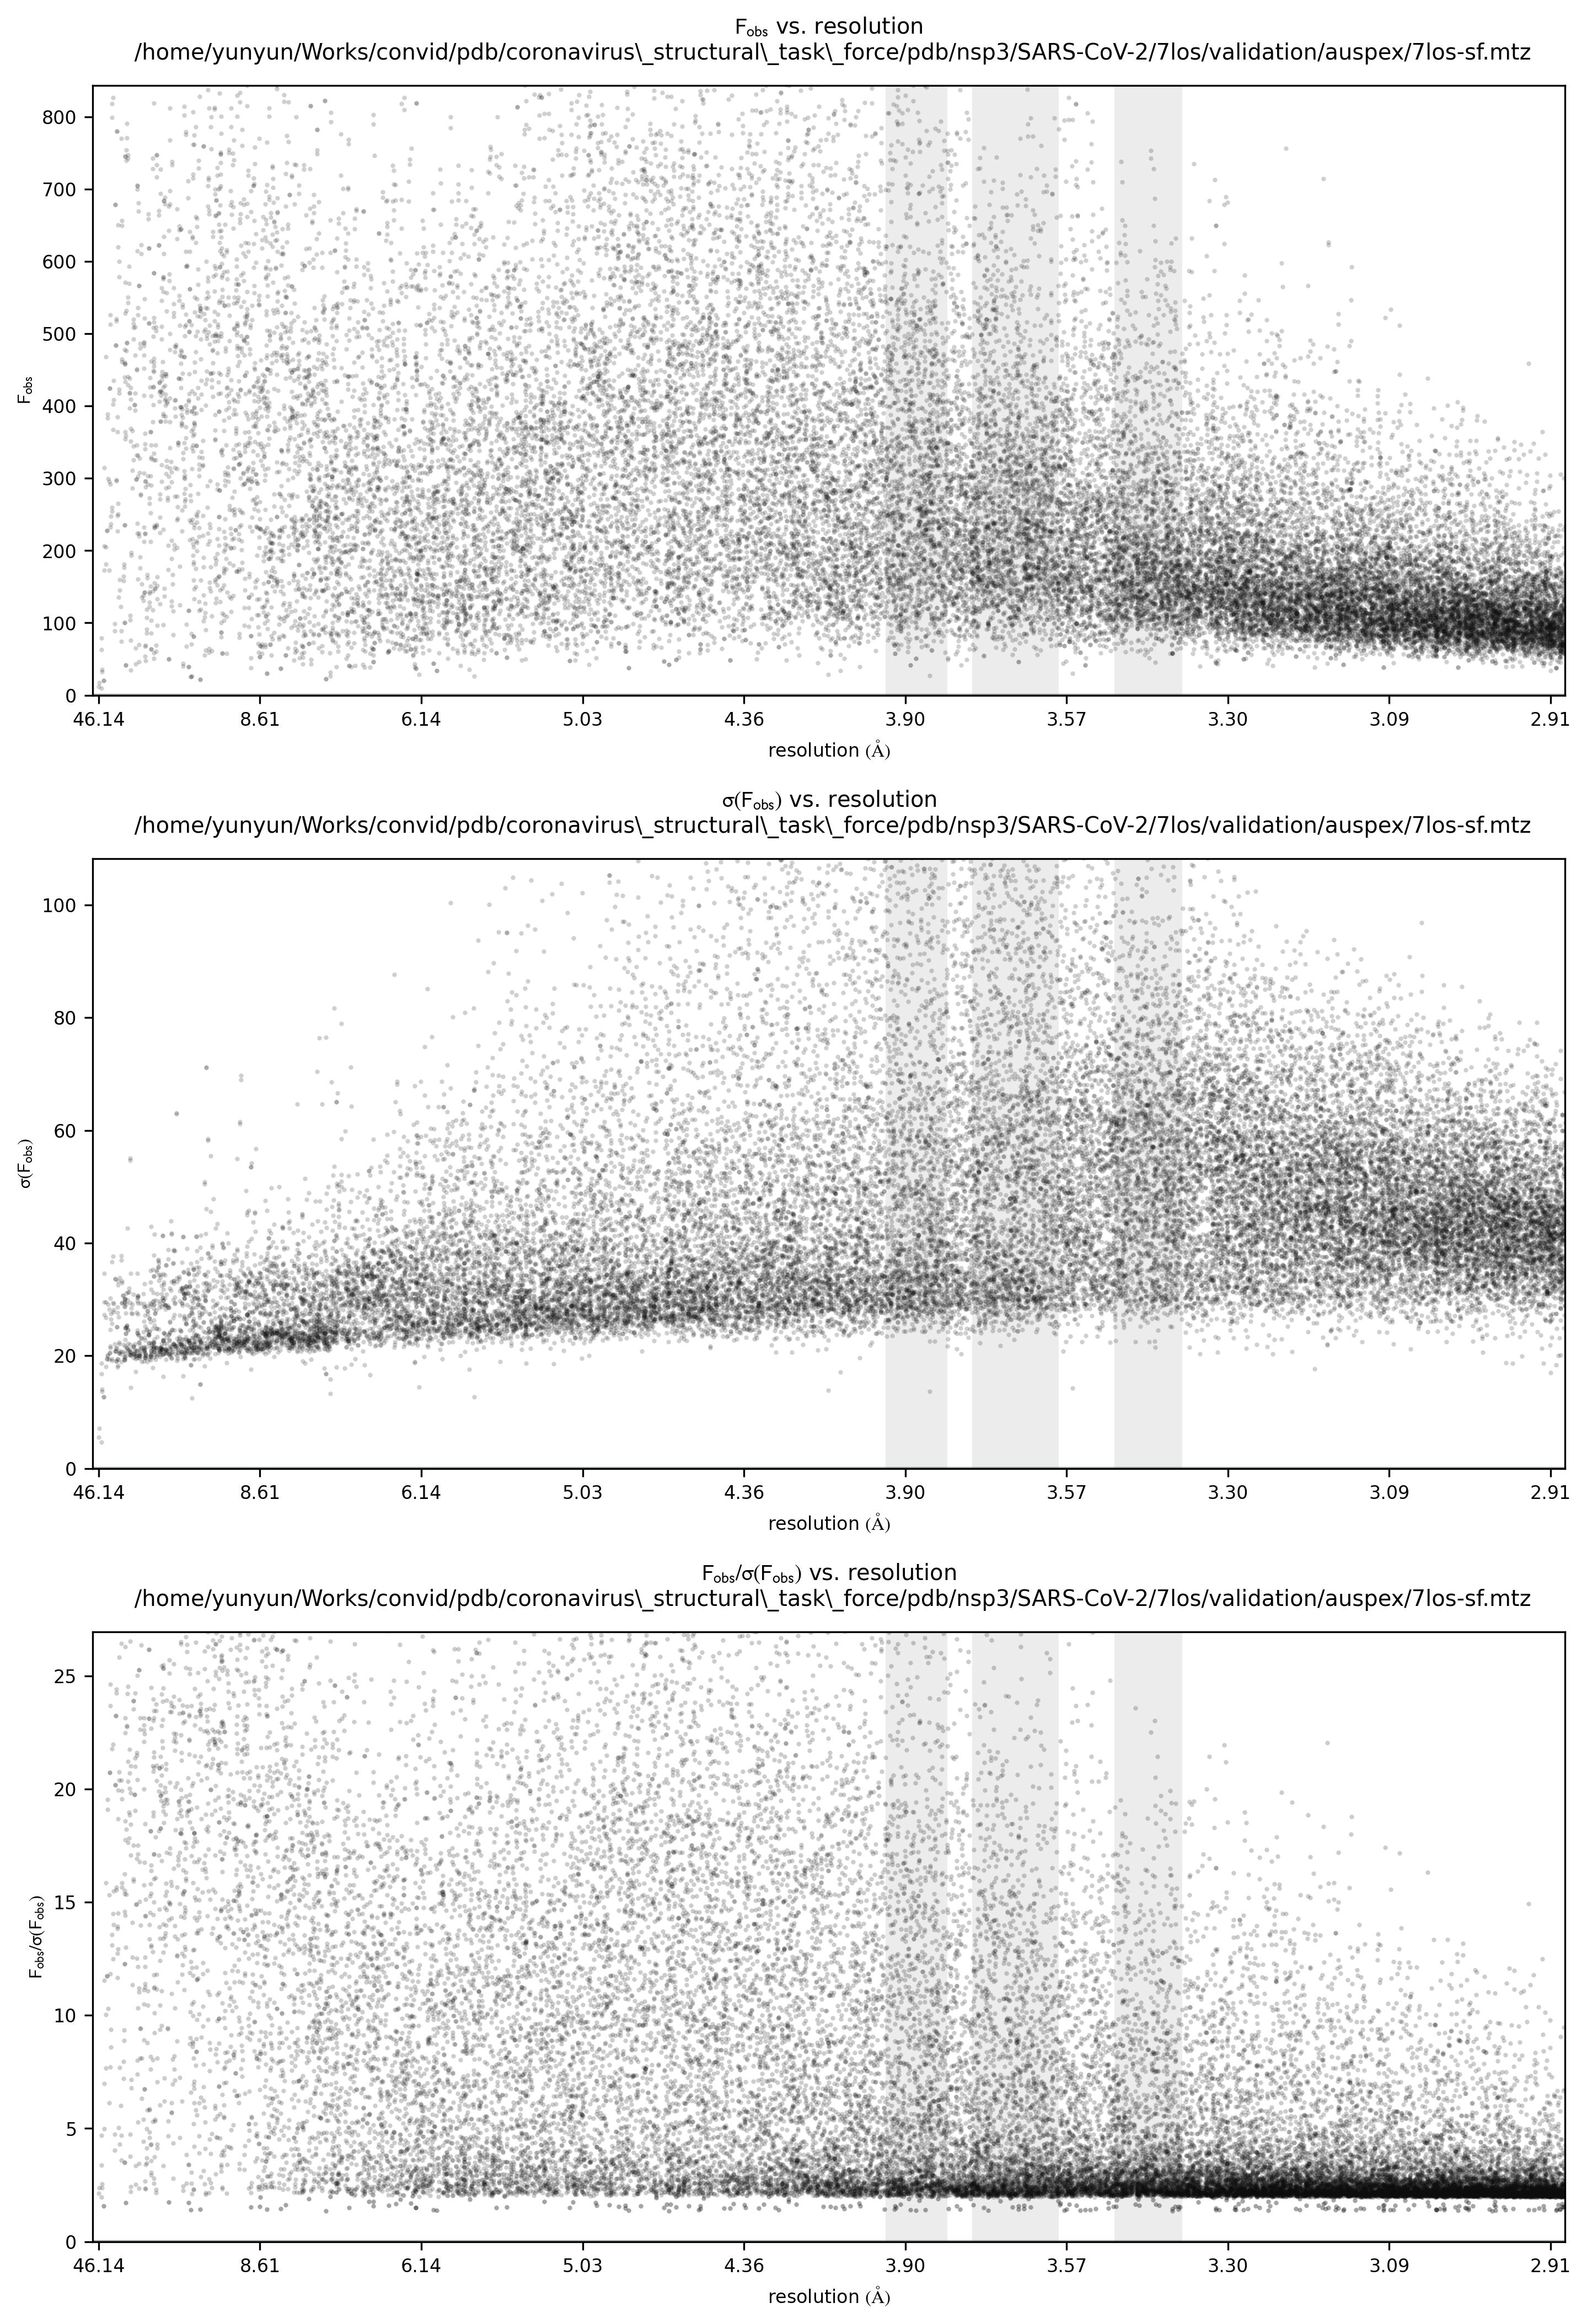 Fobs vs. resolution
/home/yunyun/Works/convid/pdb/coronavirus\_structural\_task\_force/pdb/nsp3/SARS-CoV-2/7los/validation/auspex/7los-sf.mtz
800
700
600
500
400
300
200
100
0
Fobs
46.14 8.61 6.14 5.03 4.36 3.90 3.57 3.30 3.09 2.91
resolution (Å)
σ(Fobs) vs. resolution
/home/yunyun/Works/convid/pdb/coronavirus\_structural\_task\_force/pdb/nsp3/SARS-CoV-2/7los/validation/auspex/7los-sf.mtz
100
80
60
40
20
0
σ(Fobs)
46.14 8.61 6.14 5.03 4.36 3.90 3.57 3.30 3.09 2.91
resolution (Å)
Fobs/σ(Fobs) vs. resolution
/home/yunyun/Works/convid/pdb/coronavirus\_structural\_task\_force/pdb/nsp3/SARS-CoV-2/7los/validation/auspex/7los-sf.mtz
25
20
15
10
5
0
Fobs/σ(Fobs)
46.14 8.61 6.14 5.03 4.36 3.90 3.57 3.30 3.09 2.91
resolution (Å)